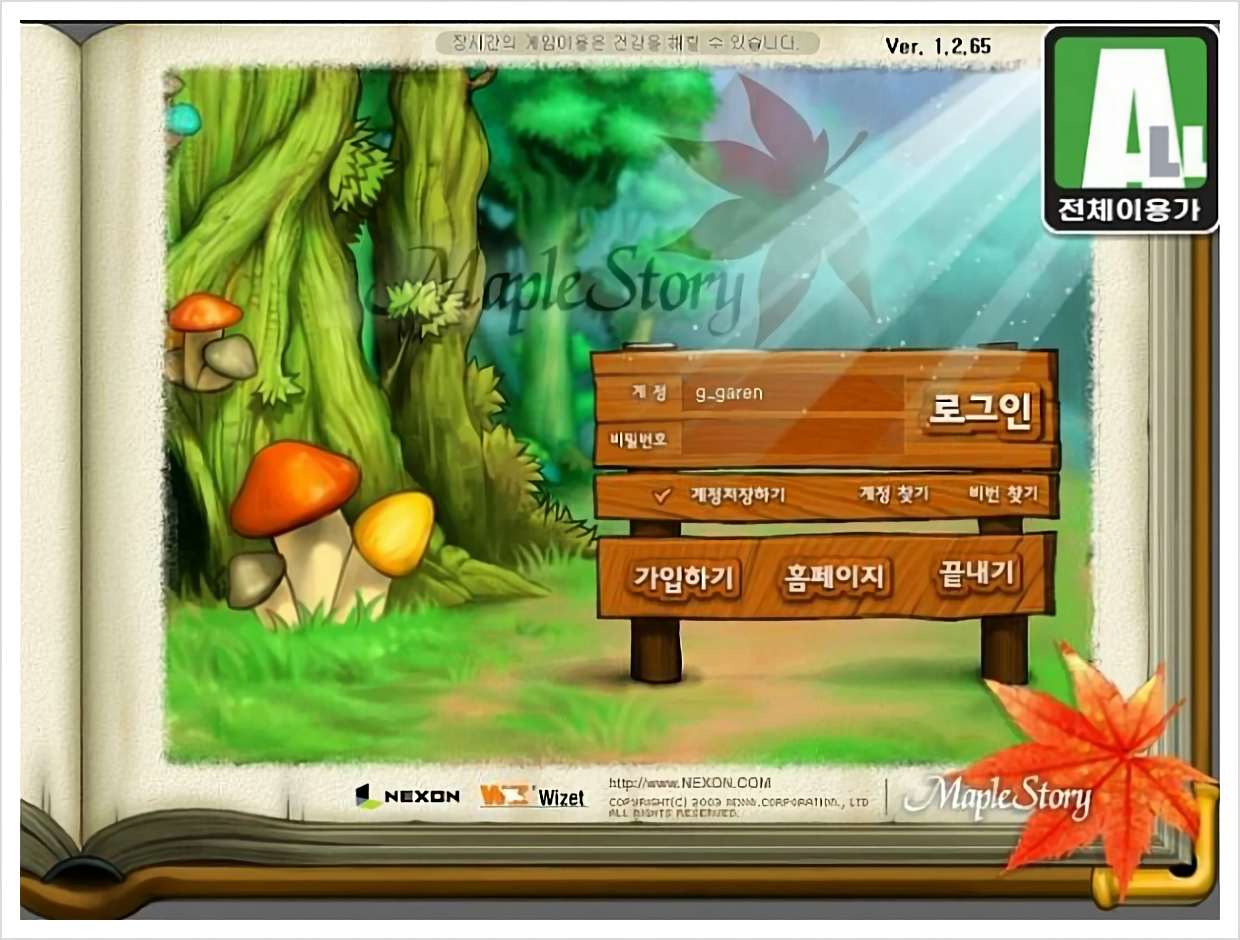 장시간의 게임이용은 건강을 해칠 수 있습니다.
Ver. 1.2.65
ALL
전체이용가
MapleStory
계 정
g_garen
로그인
비밀번호
계정저장하기
계정 찾기
비번 찾기
가입하기
홈페이지
끝내기
NEXON
Wizet
http://www.NEXON.COM
COPYRIGHT(C) 2003
ALL RIGHTS RESERVED.
MapleStory